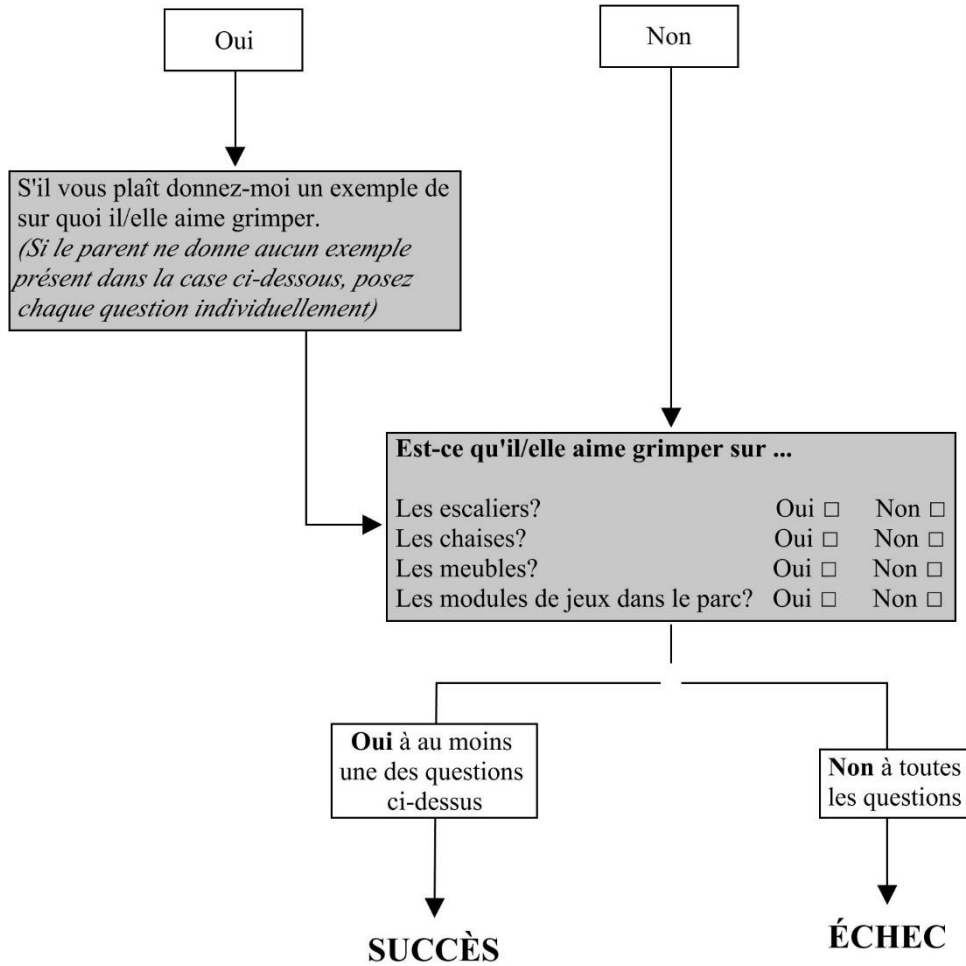 Oui
Non
S'il vous plaît donnez-moi un exemple de
sur quoi il/elle aime grimper.
(Si le parent ne donne aucun exemple
présent dans la case ci-dessous, posez
chaque question individuellement)
Est-ce qu'il/elle aime grimper sur ...
Les escaliers? Oui □ Non □
Les chaises? Oui □ Non □
Les meubles? Oui □ Non □
Les modules de jeux dans le parc? Oui □ Non □
Oui à au moins
une des questions
ci-dessus
Non à toutes
les questions
SUCCÈS
ÉCHEC